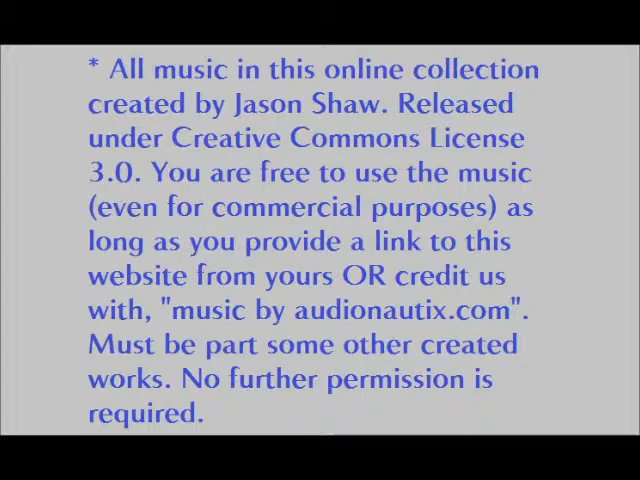 * All music in this online collection
created by Jason Shaw. Released
under Creative Commons License
3.0. You are free to use the music
(even for commercial purposes) as
long as you provide a link to this
website from yours OR credit us
with, "music by audionautix.com".
Must be part some other created
works. No further permission is
required.